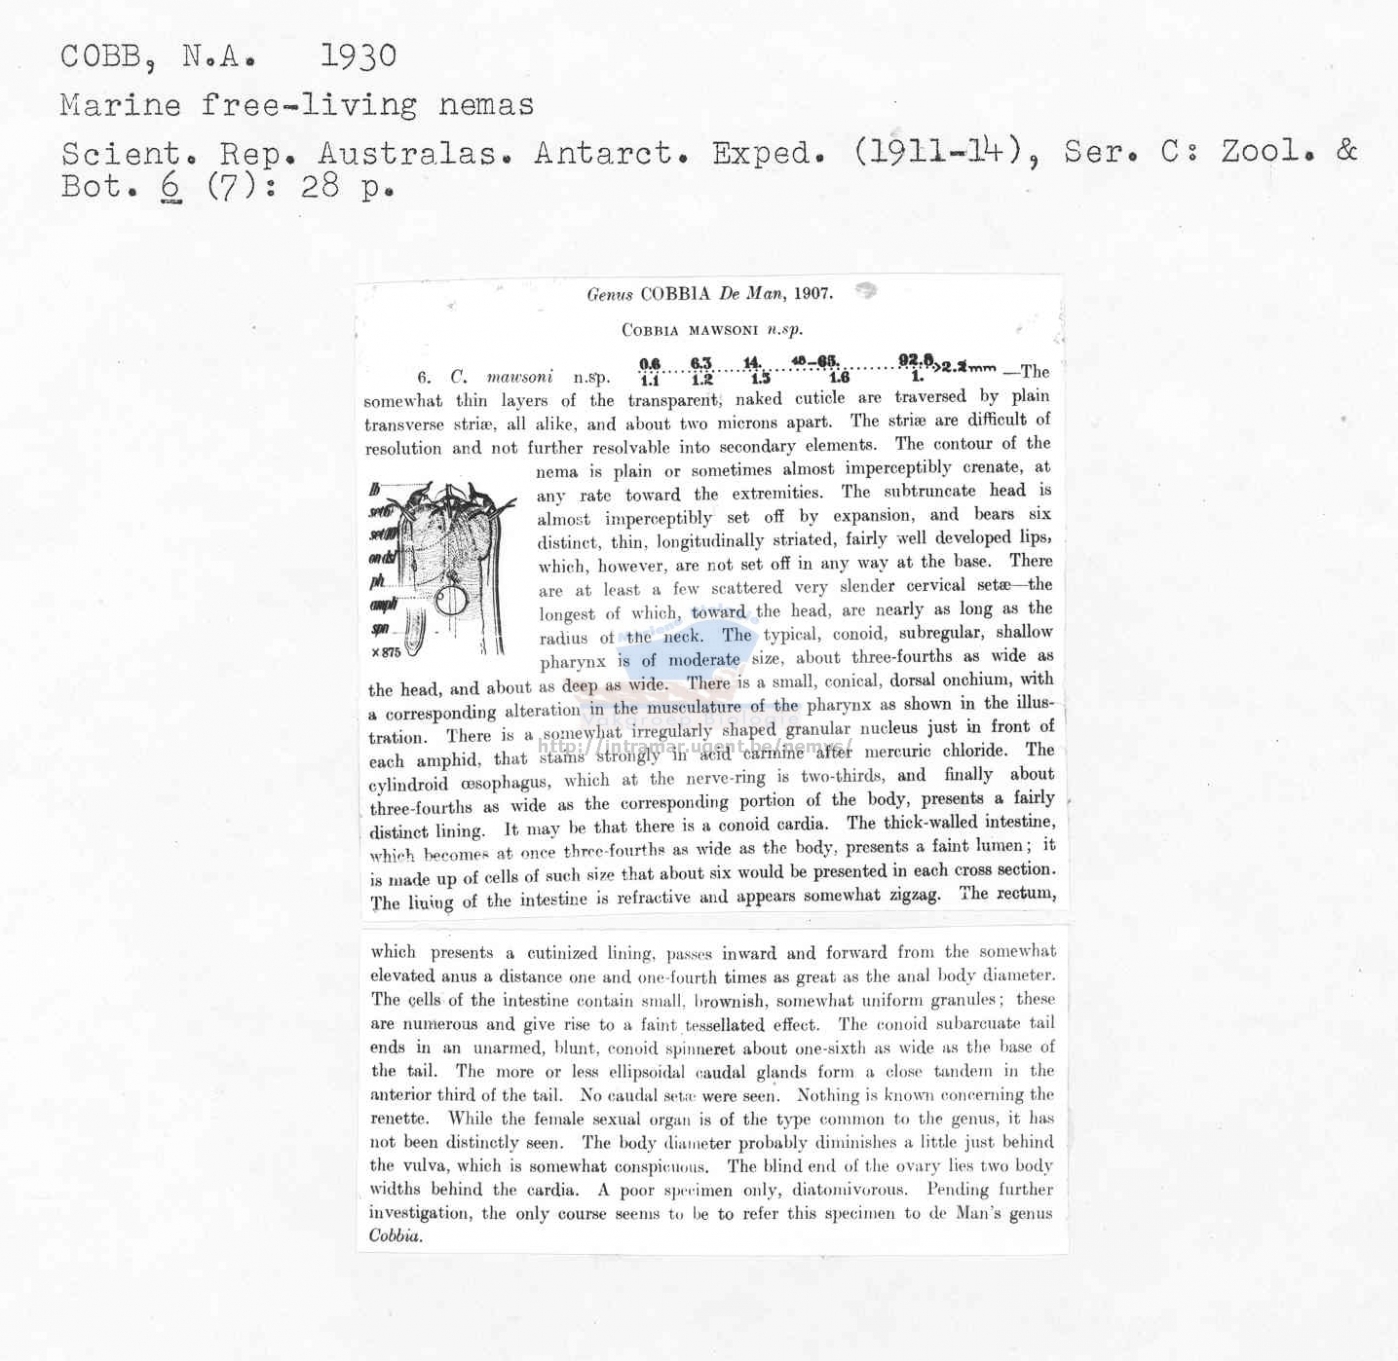 COBB, N.A. 1930
Marine free-living nemas
Scient. Rep. Australas. Antarct. Exped. (1911-14), Ser. C: Zool. &
Bot. 6 (7): 28 p.
Genus COBBIA De Man, 1907.
COBBIA MAWSONI n.sp.
0.6 6.3 14. 48-65. 92.8
6. C. mawsoni n.sp. >2.2mm —The
1.1 1.2 1.5 1.6 1.
somewhat thin layers of the transparent, naked cuticle are traversed by plain
transverse striæ, all alike, and about two microns apart. The striæ are difficult of
resolution and not further resolvable into secondary elements. The contour of the
nema is plain or sometimes almost imperceptibly crenate, at
any rate toward the extremities. The subtruncate head is
almost imperceptibly set off by expansion, and bears six
distinct, thin, longitudinally striated, fairly well developed lips,
which, however, are not set off in any way at the base. There
are at least a few scattered very slender cervical setæ—the
longest of which, toward the head, are nearly as long as the
radius of the neck. The typical, conoid, subregular, shallow
pharynx is of moderate size, about three-fourths as wide as
lb
ph
amph
spn
×875
the head, and about as deep as wide. There is a small, conical, dorsal onchium, with
a corresponding alteration in the musculature of the pharynx as shown in the illus-
tration. There is a somewhat irregularly shaped granular nucleus just in front of
each amphid, that stains strongly in acid carmine after mercuric chloride. The
cylindroid œsophagus, which at the nerve-ring is two-thirds, and finally about
three-fourths as wide as the corresponding portion of the body, presents a fairly
distinct lining. It may be that there is a conoid cardia. The thick-walled intestine,
which becomes at once three-fourths as wide as the body, presents a faint lumen; it
is made up of cells of such size that about six would be presented in each cross section.
The lining of the intestine is refractive and appears somewhat zigzag. The rectum,
Vakgroep Biologie
http://intramar.ugent.be/nemys/
which presents a cutinized lining, passes inward and forward from the somewhat
elevated anus a distance one and one-fourth times as great as the anal body diameter.
The cells of the intestine contain small, brownish, somewhat uniform granules; these
are numerous and give rise to a faint tessellated effect. The conoid subarcuate tail
ends in an unarmed, blunt, conoid spinneret about one-sixth as wide as the base of
the tail. The more or less ellipsoidal caudal glands form a close tandem in the
anterior third of the tail. No caudal setæ were seen. Nothing is known concerning the
renette. While the female sexual organ is of the type common to the genus, it has
not been distinctly seen. The body diameter probably diminishes a little just behind
the vulva, which is somewhat conspicuous. The blind end of the ovary lies two body
widths behind the cardia. A poor specimen only, diatomivorous. Pending further
investigation, the only course seems to be to refer this specimen to de Man's genus
Cobbia.